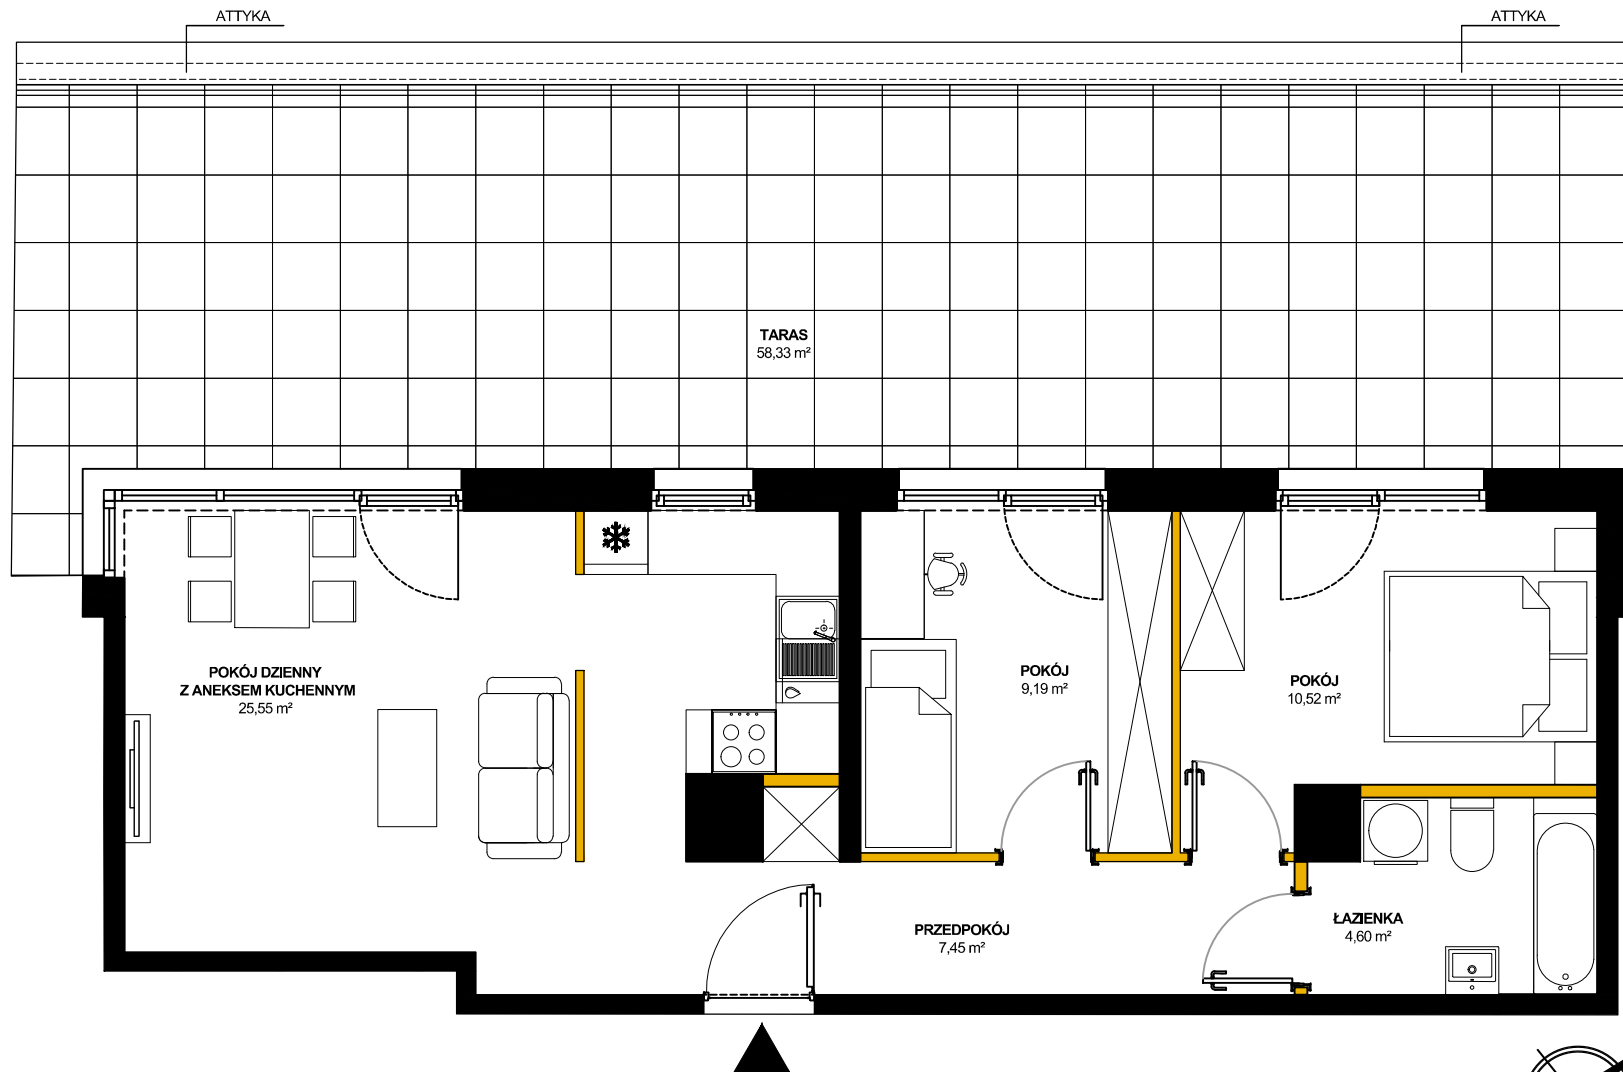 ATTYKA
ATTYKA
TARAS
58,33 m²
POKÓJ DZIENNY
Z ANEKSEM KUCHENNYM
25,55 m²
POKÓJ
9,19 m²
POKÓJ
10,52 m²
PRZEDPOKÓJ
7,45 m²
ŁAZIENKA
4,60 m²